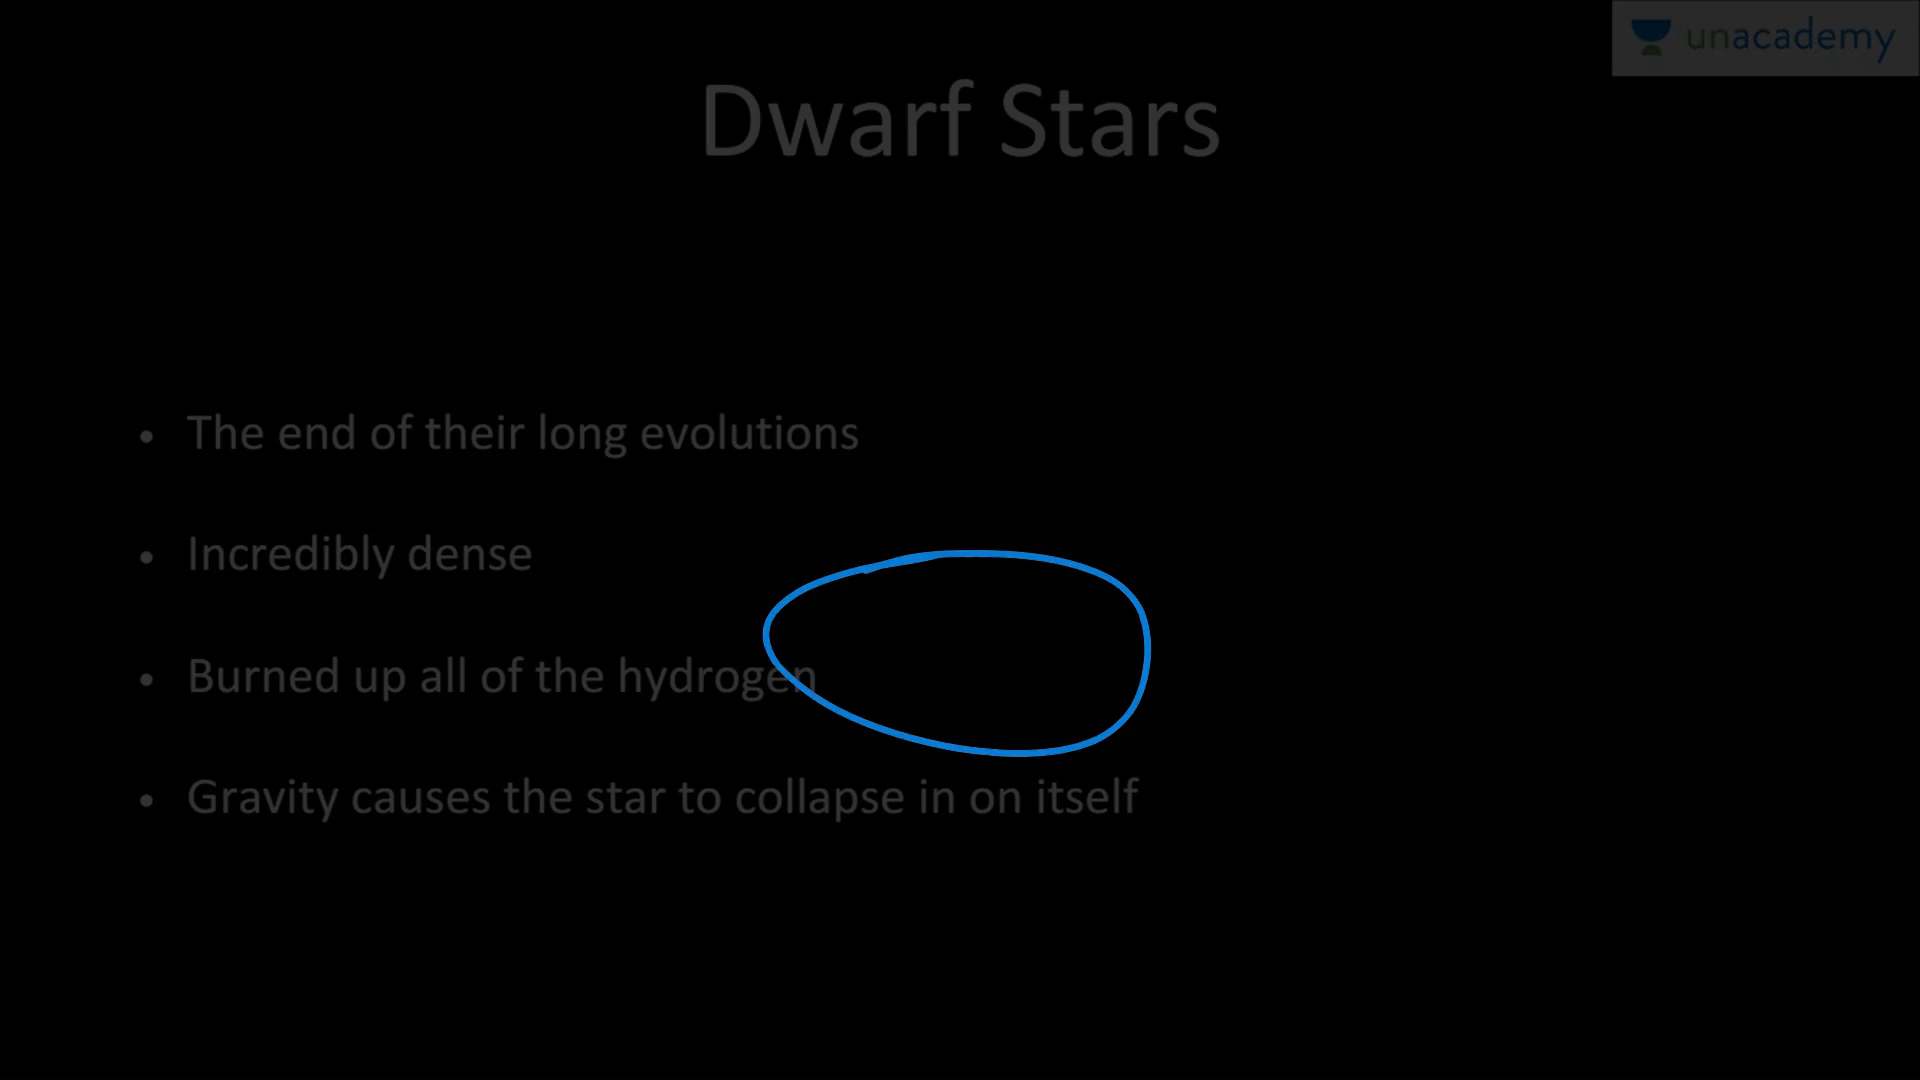 unacademy
Dwarf Stars
• The end of their long evolutions
• Incredibly dense
• Burned up all of the hydrogen
• Gravity causes the star to collapse in on itself